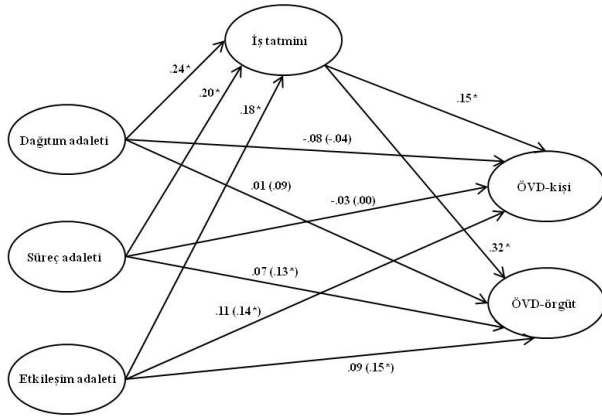 İş tatmini
.24*
.20*
.18*
.15*
Dağıtım adaleti
-.08 (-.04)
.01 (.09)
ÖVD-kişi
-.03 (.00)
.32*
Süreç adaleti
.07 (.13*)
ÖVD-örgüt
.11 (.14*)
.09 (.15*)
Etkileşim adaleti